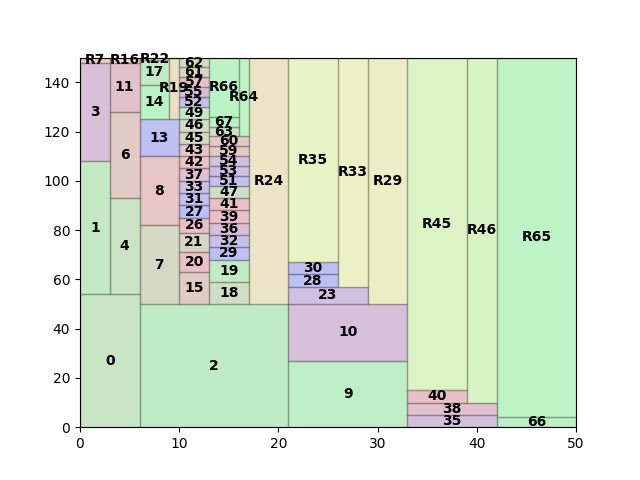 R7 R16 R22 62
140 17 61
3 11 57 R66
R19 55 R64
120 14 52
49 67
13 46 63
6 45 60
R35 43 59
100 42 54 R33
8 37 53 R24 R29
33 51
31 47
80 1 27 41 R45 R46 R65
26 39
4 21 36
7 20 32
60 15 29 30
19 28
18 23
40 10
0 2
20 9 40
38
0 35 66
0 10 20 30 40 50